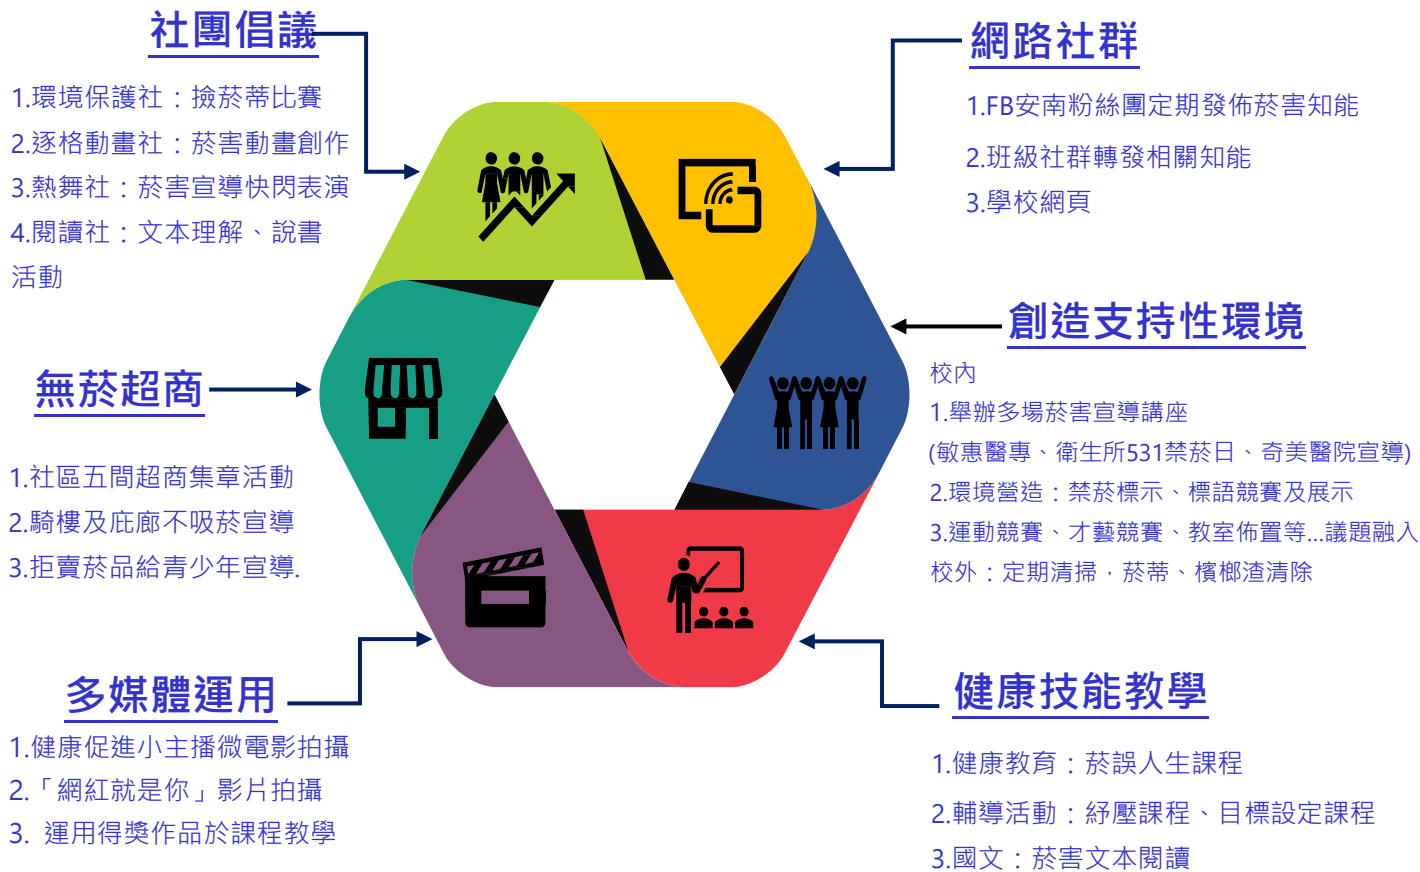 社團倡議
1.環境保護社：撿菸蒂比賽
2.逐格動畫社：菸害動畫創作
3.熱舞社：菸害宣導快閃表演
4.閱讀社：文本理解、說書
活動
網路社群
1.FB安南粉絲團定期發佈菸害知能
2.班級社群轉發相關知能
3.學校網頁
創造支持性環境
校內
1.舉辦多場菸害宣導講座
(敏惠醫專、衛生所531禁菸日、奇美醫院宣導)
2.環境營造：禁菸標示、標語競賽及展示
3.運動競賽、才藝競賽、教室佈置等...議題融入
校外：定期清掃，菸蒂、檳榔渣清除
無菸超商
1.社區五間超商集章活動
2.騎樓及庇廊不吸菸宣導
3.拒賣菸品給青少年宣導.
多媒體運用
1.健康促進小主播微電影拍攝
2.「網紅就是你」影片拍攝
3. 運用得獎作品於課程教學
健康技能教學
1.健康教育：菸誤人生課程
2.輔導活動：紓壓課程、目標設定課程
3.國文：菸害文本閱讀